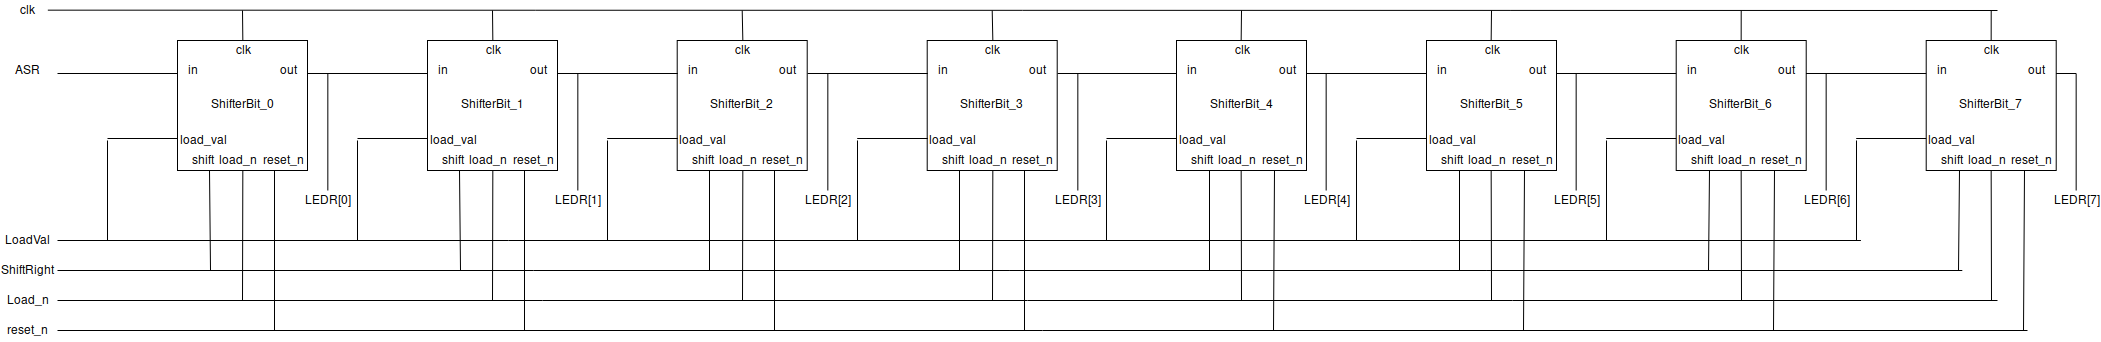 clk
clk clk clk clk clk clk clk clk
ASR in out in out in out in out in out in out in out in out
ShifterBit_0 ShifterBit_1 ShifterBit_2 ShifterBit_3 ShifterBit_4 ShifterBit_5 ShifterBit_6 ShifterBit_7
load_val load_val load_val load_val load_val load_val load_val load_val
shift load_n reset_n shift load_n reset_n shift load_n reset_n shift load_n reset_n shift load_n reset_n shift load_n reset_n shift load_n reset_n shift load_n reset_n
LEDR[0] LEDR[1] LEDR[2] LEDR[3] LEDR[4] LEDR[5] LEDR[6] LEDR[7]
LoadVal
ShiftRight
Load_n
reset_n